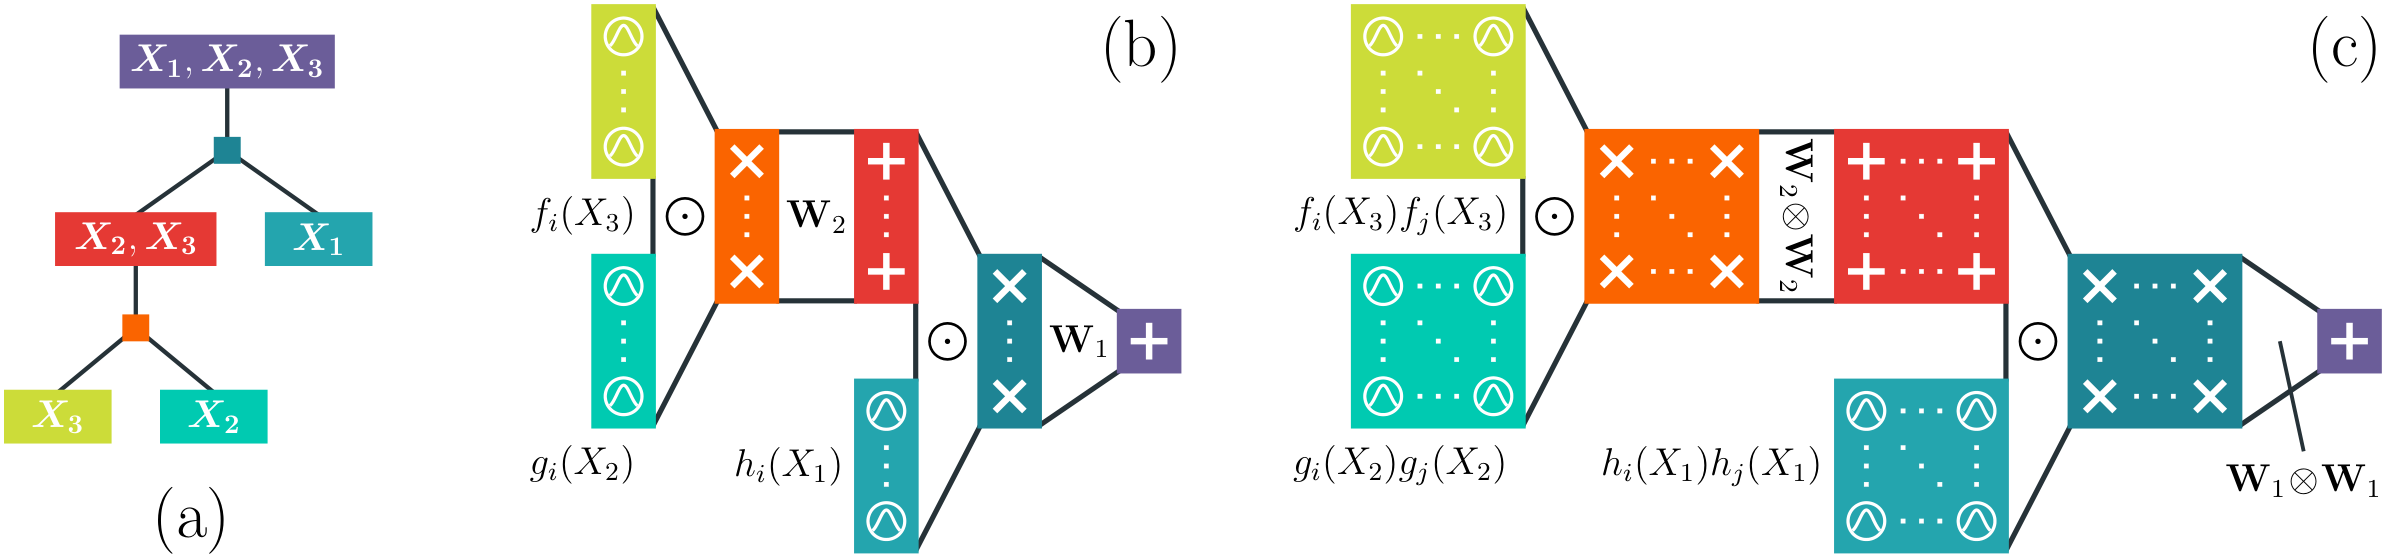 X₁, X₂, X₃
X₂, X₃
X₁
X₃
X₂
(a)
(b)
fᵢ(X₃)
⊙
W₂
gᵢ(X₂)
hᵢ(X₁)
⊙
W₁
(c)
fᵢ(X₃)fⱼ(X₃)
⊙
W₂⊗W₂
gᵢ(X₂)gⱼ(X₂)
hᵢ(X₁)hⱼ(X₁)
⊙
W₁⊗W₁